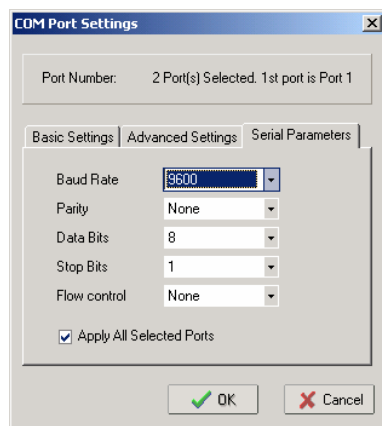 COM Port Settings
Port Number: 2 Port(s) Selected. 1st port is Port 1
Basic Settings Advanced Settings Serial Parameters
Baud Rate 9600
Parity None
Data Bits 8
Stop Bits 1
Flow control None
Apply All Selected Ports
OK Cancel